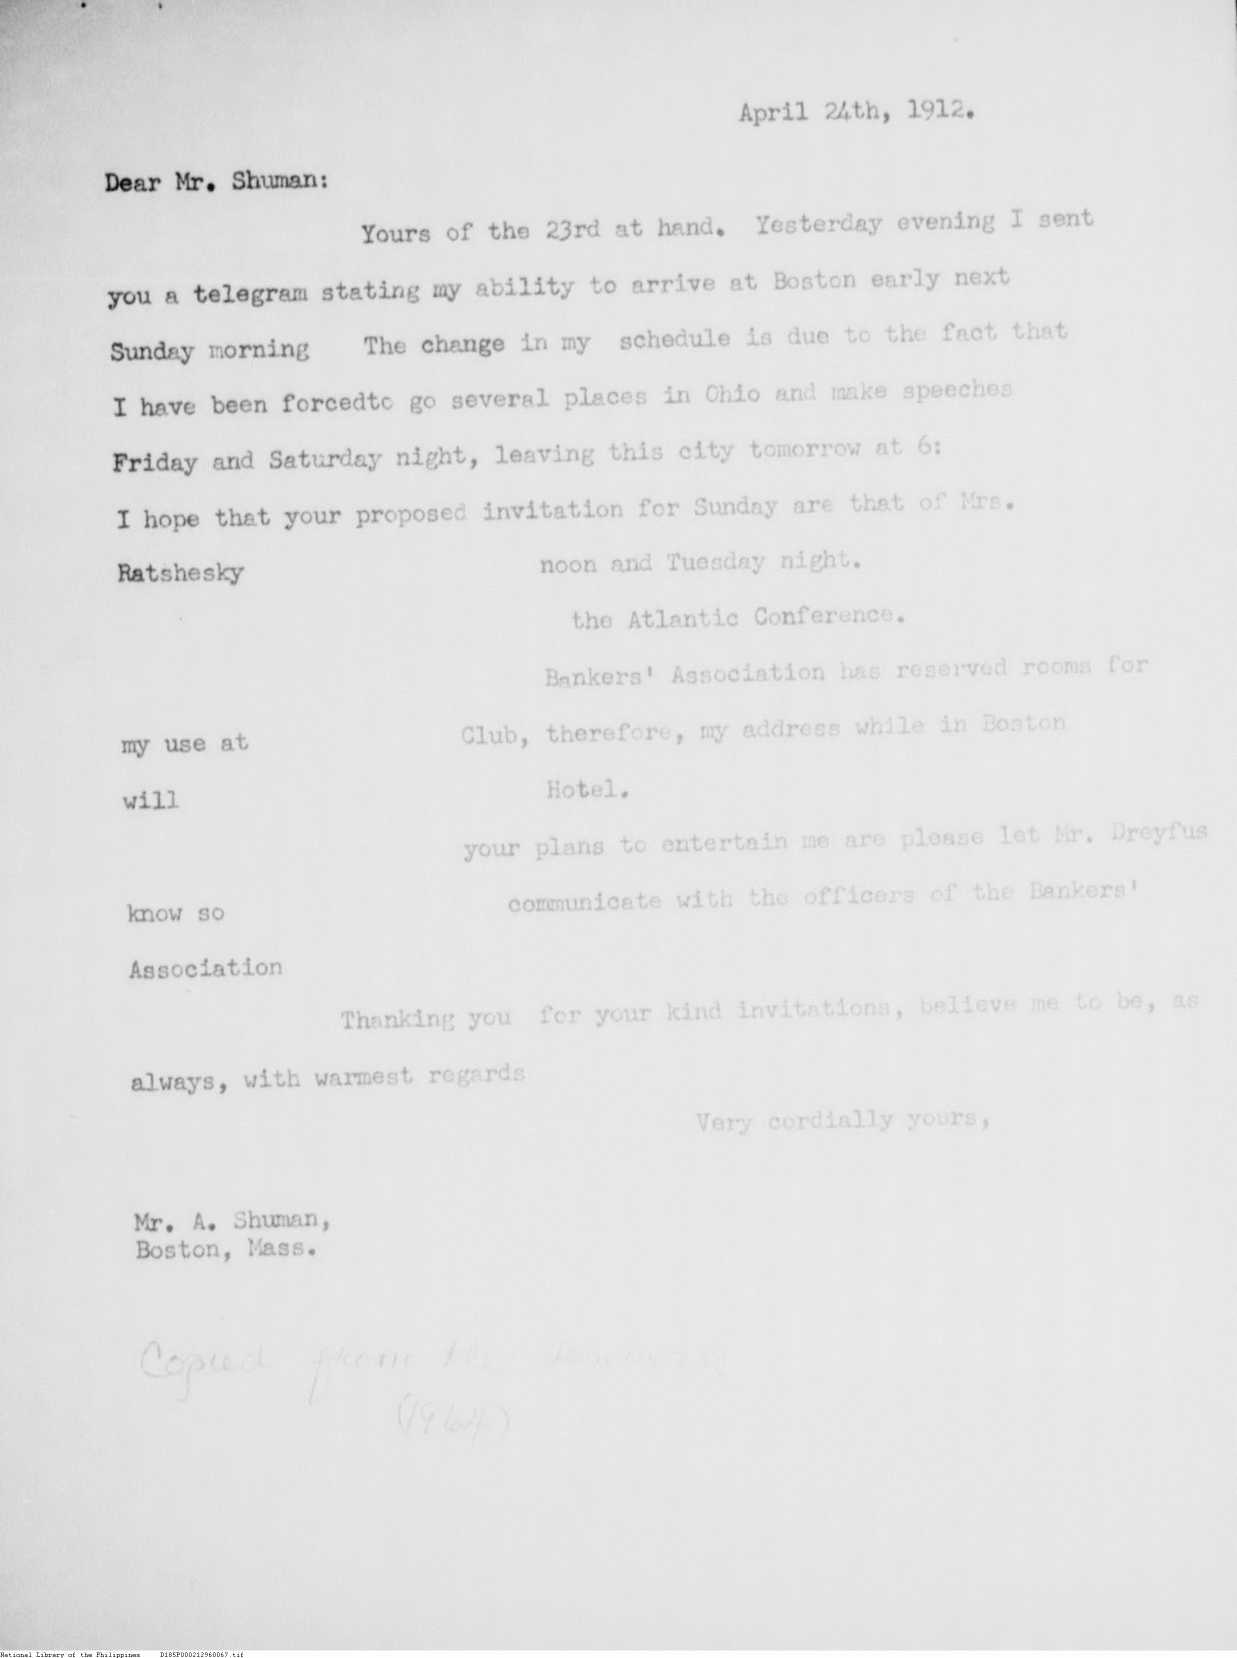 April 24th, 1912.
Dear Mr. Shuman:
Yours of the 23rd at hand. Yesterday evening I sent
you a telegram stating my ability to arrive at Boston early next
Sunday morning The change in my schedule is due to the fact that
I have been forcedto go several places in Ohio and make speeches
Friday and Saturday night, leaving this city tomorrow at 6:
I hope that your proposed invitation for Sunday are that of Mrs.
Ratshesky noon and Tuesday night.
the Atlantic Conference.
Bankers' Association has reserved rooms for
my use at Club, therefore, my address while in Boston
will Hotel.
your plans to entertain me are please let Mr. Dreyfus
know so communicate with the officers of the Bankers'
Association
Thanking you for your kind invitations, believe me to be, as
always, with warmest regards
Very cordially yours,
Mr. A. Shuman,
Boston, Mass.
Copied from the
(1964)
National Library of the Philippines D185P000212960067.tif